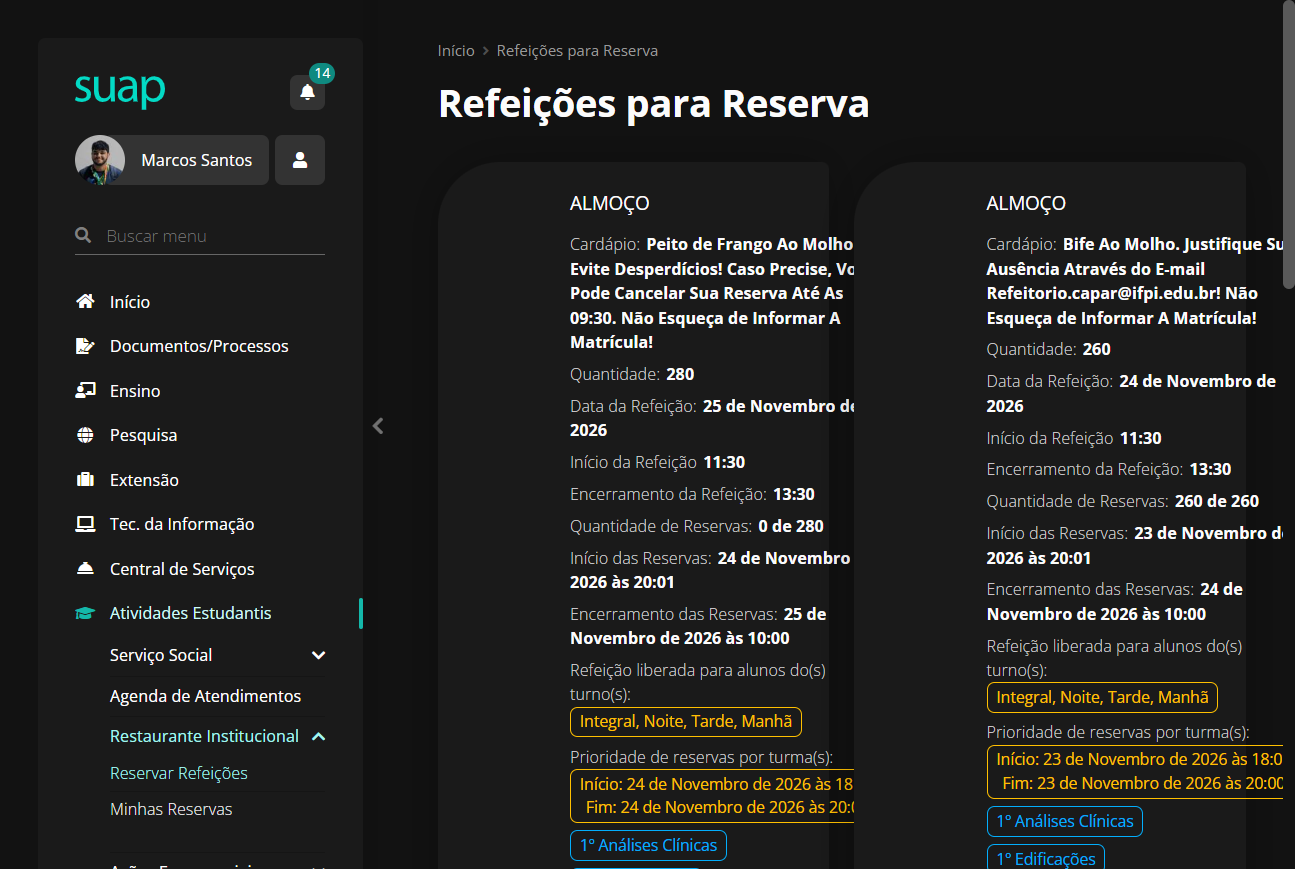 suap
14
Marcos Santos
Buscar menu
Início
Documentos/Processos
Ensino
Pesquisa
Extensão
Tec. da Informação
Central de Serviços
Atividades Estudantis
Serviço Social
Agenda de Atendimentos
Restaurante Institucional
Reservar Refeições
Minhas Reservas
Início > Refeições para Reserva
Refeições para Reserva
ALMOÇO
Cardápio: Peito de Frango Ao Molho
Evite Desperdícios! Caso Precise, Vo
Pode Cancelar Sua Reserva Até As
09:30. Não Esqueça de Informar A
Matrícula!
Quantidade: 280
Data da Refeição: 25 de Novembro de
2026
Início da Refeição 11:30
Encerramento da Refeição: 13:30
Quantidade de Reservas: 0 de 280
Início das Reservas: 24 de Novembro
2026 às 20:01
Encerramento das Reservas: 25 de
Novembro de 2026 às 10:00
Refeição liberada para alunos do(s)
turno(s):
Integral, Noite, Tarde, Manhã
Prioridade de reservas por turma(s):
Início: 24 de Novembro de 2026 às 18
Fim: 24 de Novembro de 2026 às 20:0
1º Análises Clínicas
ALMOÇO
Cardápio: Bife Ao Molho. Justifique Su
Ausência Através do E-mail
Refeitorio.capar@ifpi.edu.br! Não
Esqueça de Informar A Matrícula!
Quantidade: 260
Data da Refeição: 24 de Novembro de
2026
Início da Refeição 11:30
Encerramento da Refeição: 13:30
Quantidade de Reservas: 260 de 260
Início das Reservas: 23 de Novembro de
2026 às 20:01
Encerramento das Reservas: 24 de
Novembro de 2026 às 10:00
Refeição liberada para alunos do(s)
turno(s):
Integral, Noite, Tarde, Manhã
Prioridade de reservas por turma(s):
Início: 23 de Novembro de 2026 às 18:0
Fim: 23 de Novembro de 2026 às 20:00
1º Análises Clínicas
1º Edificações